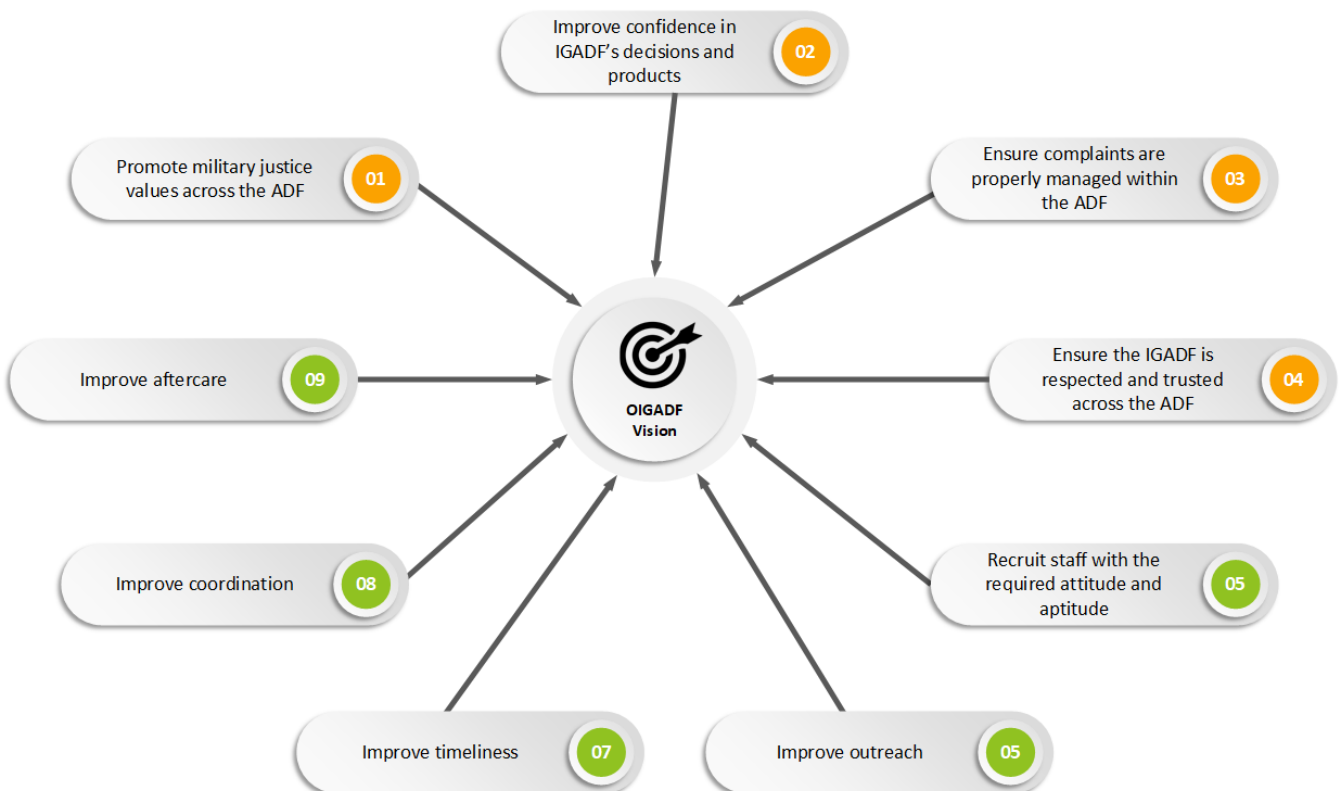 Improve confidence in
IGADF's decisions and
products
02
Promote military justice
values across the ADF
01
Ensure complaints are
properly managed within
the ADF
03
OIGADF
Vision
Improve aftercare
09
Ensure the IGADF is
respected and trusted
across the ADF
04
Improve coordination
08
Recruit staff with the
required attitude and
aptitude
05
Improve timeliness
07
Improve outreach
05